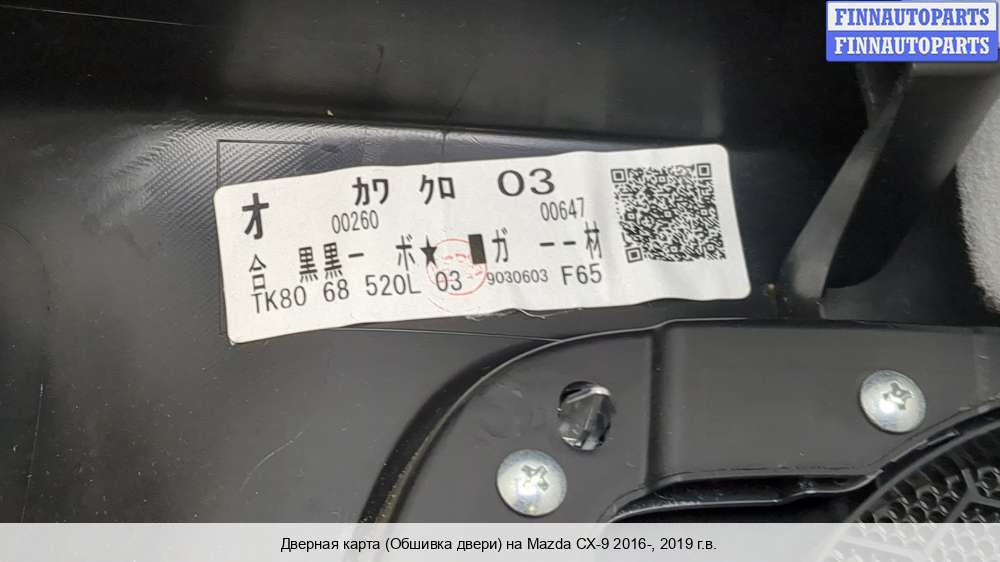 FINNAUTOPARTS
FINNAUTOPARTS
オ カワ クロ 03
00260 00647
合 黒黒ー ボ★ ガ ーー材
TK80 68 520L 03 9030603 F65
Дверная карта (Обшивка двери) на Mazda CX-9 2016-, 2019 г.в.